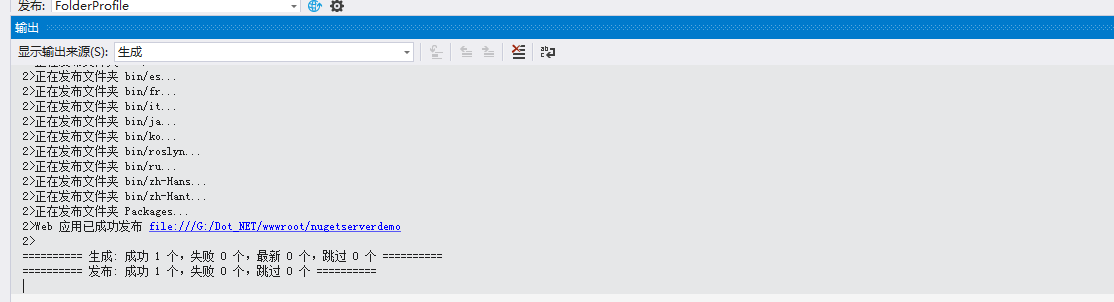 发布: FolderProfile
输出
显示输出来源(S): 生成
2>正在发布文件夹 bin/es...
2>正在发布文件夹 bin/fr...
2>正在发布文件夹 bin/it...
2>正在发布文件夹 bin/ja...
2>正在发布文件夹 bin/ko...
2>正在发布文件夹 bin/roslyn...
2>正在发布文件夹 bin/ru...
2>正在发布文件夹 bin/zh-Hans...
2>正在发布文件夹 bin/zh-Hant...
2>正在发布文件夹 Packages...
2>Web 应用已成功发布 file:///G:/Dot_NET/wwwroot/nugetserverdemo
2>
========== 生成: 成功 1 个，失败 0 个，最新 0 个，跳过 0 个 ==========
========== 发布: 成功 1 个，失败 0 个，跳过 0 个 ==========